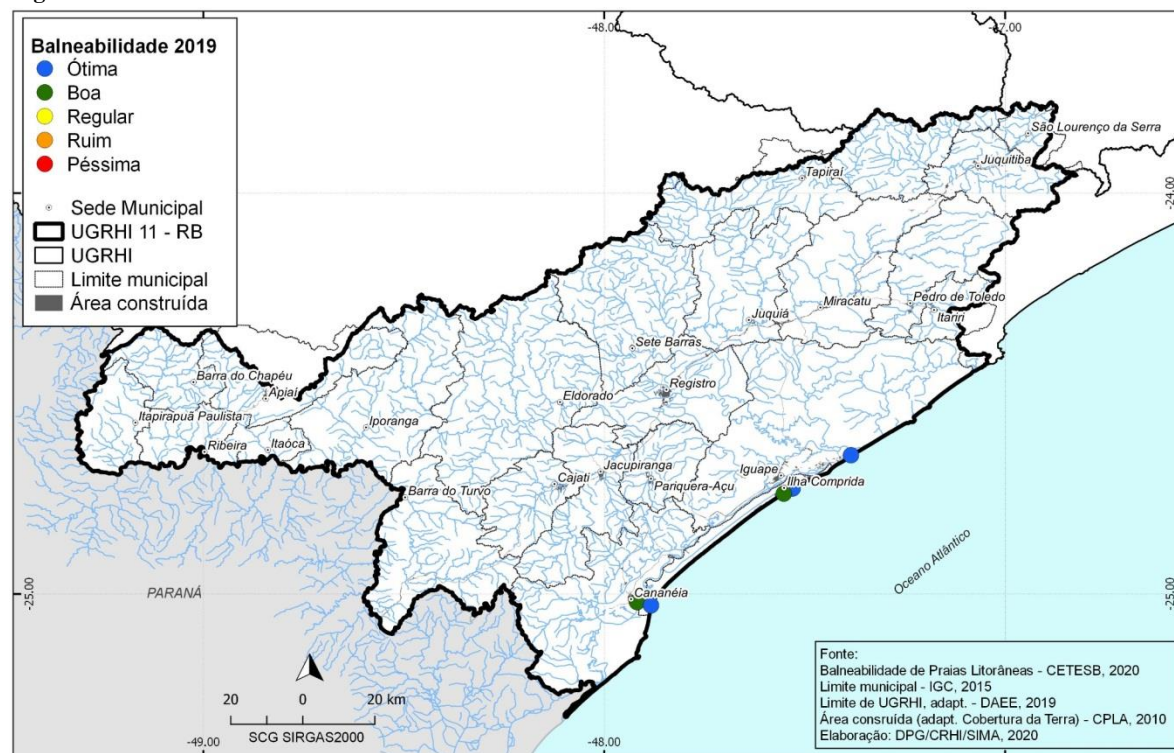 -48.00
-47.00
Balneabilidade 2019
Ótima
Boa
Regular
Ruim
Péssima
Sede Municipal
UGRHI 11 - RB
UGRHI
Limite municipal
Área construída
São Lourenço da Serra
Juquitiba
Tapiraí
-24.00
Pedro de Toledo
Miracatu
Itariri
Juquiá
Sete Barras
Barra do Chapéu
Registro
Apiaí
Eldorado
Itapirapuã Paulista
Iporanga
Ribeira
Itaóca
Jacupiranga
Iguape
Cajati
Pariquera-Açu
Ilha Comprida
Barra do Turvo
Oceano Atlântico
-25.00
PARANÁ
Cananéia
-25.00
20 0 20 km
SCG SIRGAS2000
Fonte:
Balneabilidade de Praias Litorâneas - CETESB, 2020
Limite municipal - IGC, 2015
Limite de UGRHI, adapt. - DAEE, 2019
Área consruída (adapt. Cobertura da Terra) - CPLA, 2010
Elaboração: DPG/CRHI/SIMA, 2020
-49.00
-48.00
-47.00